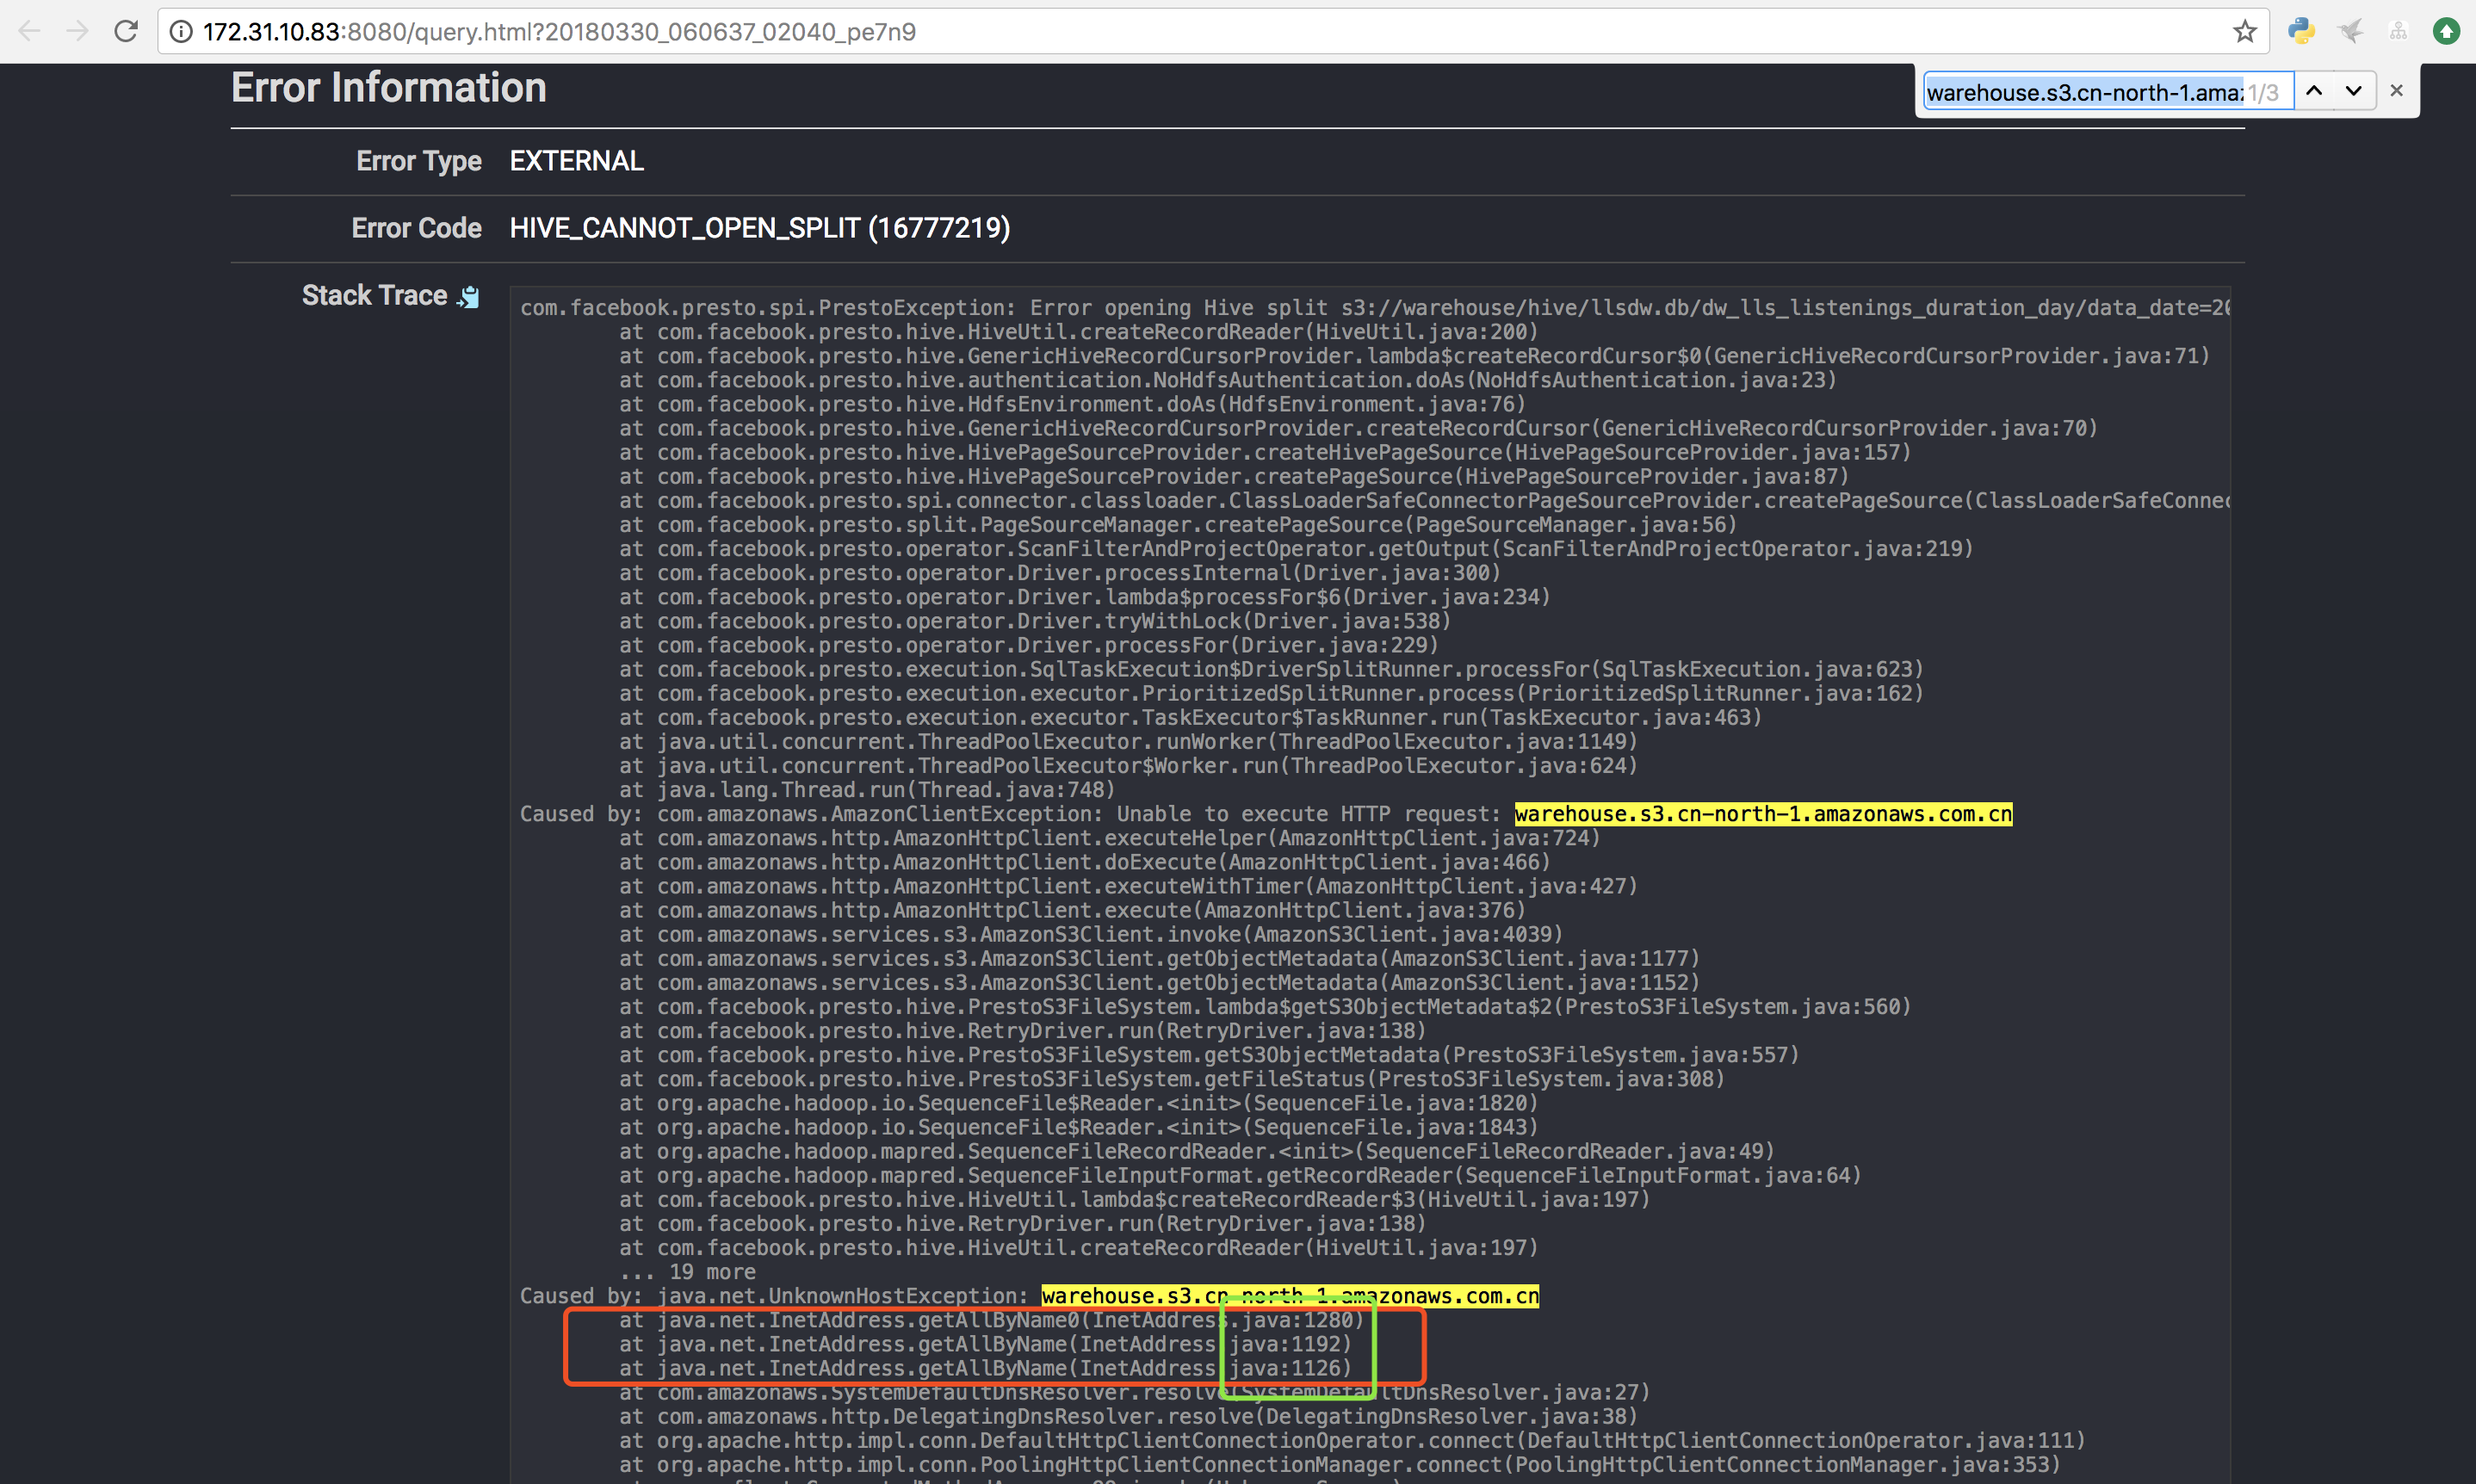 172.31.10.83:8080/query.html?20180330_060637_02040_pe7n9
warehouse.s3.cn-north-1.ama 1/3
Error Information
Error Type EXTERNAL
Error Code HIVE_CANNOT_OPEN_SPLIT (16777219)
Stack Trace
com.facebook.presto.spi.PrestoException: Error opening Hive split s3://warehouse/hive/llsdw.db/dw_lls_listenings_duration_day/data_date=20
at com.facebook.presto.hive.HiveUtil.createRecordReader(HiveUtil.java:200)
at com.facebook.presto.hive.GenericHiveRecordCursorProvider.lambda$createRecordCursor$0(GenericHiveRecordCursorProvider.java:71)
at com.facebook.presto.hive.authentication.NoHdfsAuthentication.doAs(NoHdfsAuthentication.java:23)
at com.facebook.presto.hive.HdfsEnvironment.doAs(HdfsEnvironment.java:76)
at com.facebook.presto.hive.GenericHiveRecordCursorProvider.createRecordCursor(GenericHiveRecordCursorProvider.java:70)
at com.facebook.presto.hive.HivePageSourceProvider.createHivePageSource(HivePageSourceProvider.java:157)
at com.facebook.presto.hive.HivePageSourceProvider.createPageSource(HivePageSourceProvider.java:87)
at com.facebook.presto.spi.connector.classloader.ClassLoaderSafeConnectorPageSourceProvider.createPageSource(ClassLoaderSafeConnec
at com.facebook.presto.split.PageSourceManager.createPageSource(PageSourceManager.java:56)
at com.facebook.presto.operator.ScanFilterAndProjectOperator.getOutput(ScanFilterAndProjectOperator.java:219)
at com.facebook.presto.operator.Driver.processInternal(Driver.java:300)
at com.facebook.presto.operator.Driver.lambda$processFor$6(Driver.java:234)
at com.facebook.presto.operator.Driver.tryWithLock(Driver.java:538)
at com.facebook.presto.operator.Driver.processFor(Driver.java:229)
at com.facebook.presto.execution.SqlTaskExecution$DriverSplitRunner.processFor(SqlTaskExecution.java:623)
at com.facebook.presto.execution.executor.PrioritizedSplitRunner.process(PrioritizedSplitRunner.java:162)
at com.facebook.presto.execution.executor.TaskExecutor$TaskRunner.run(TaskExecutor.java:463)
at java.util.concurrent.ThreadPoolExecutor.runWorker(ThreadPoolExecutor.java:1149)
at java.util.concurrent.ThreadPoolExecutor$Worker.run(ThreadPoolExecutor.java:624)
at java.lang.Thread.run(Thread.java:748)
Caused by: com.amazonaws.AmazonClientException: Unable to execute HTTP request: warehouse.s3.cn-north-1.amazonaws.com.cn
at com.amazonaws.http.AmazonHttpClient.executeHelper(AmazonHttpClient.java:724)
at com.amazonaws.http.AmazonHttpClient.doExecute(AmazonHttpClient.java:466)
at com.amazonaws.http.AmazonHttpClient.executeWithTimer(AmazonHttpClient.java:427)
at com.amazonaws.http.AmazonHttpClient.execute(AmazonHttpClient.java:376)
at com.amazonaws.services.s3.AmazonS3Client.invoke(AmazonS3Client.java:4039)
at com.amazonaws.services.s3.AmazonS3Client.getObjectMetadata(AmazonS3Client.java:1177)
at com.amazonaws.services.s3.AmazonS3Client.getObjectMetadata(AmazonS3Client.java:1152)
at com.facebook.presto.hive.PrestoS3FileSystem.lambda$getS3ObjectMetadata$2(PrestoS3FileSystem.java:560)
at com.facebook.presto.hive.RetryDriver.run(RetryDriver.java:138)
at com.facebook.presto.hive.PrestoS3FileSystem.getS3ObjectMetadata(PrestoS3FileSystem.java:557)
at com.facebook.presto.hive.PrestoS3FileSystem.getFileStatus(PrestoS3FileSystem.java:308)
at org.apache.hadoop.io.SequenceFile$Reader.<init>(SequenceFile.java:1820)
at org.apache.hadoop.io.SequenceFile$Reader.<init>(SequenceFile.java:1843)
at org.apache.hadoop.mapred.SequenceFileRecordReader.<init>(SequenceFileRecordReader.java:49)
at org.apache.hadoop.mapred.SequenceFileInputFormat.getRecordReader(SequenceFileInputFormat.java:64)
at com.facebook.presto.hive.HiveUtil.lambda$createRecordReader$3(HiveUtil.java:197)
at com.facebook.presto.hive.RetryDriver.run(RetryDriver.java:138)
at com.facebook.presto.hive.HiveUtil.createRecordReader(HiveUtil.java:197)
... 19 more
Caused by: java.net.UnknownHostException: warehouse.s3.cn-north-1.amazonaws.com.cn
at java.net.InetAddress.getAllByName0(InetAddress.java:1280)
at java.net.InetAddress.getAllByName(InetAddress.java:1192)
at java.net.InetAddress.getAllByName(InetAddress.java:1126)
at com.amazonaws.SystemDefaultDnsResolver.resolve(SystemDefaultDnsResolver.java:27)
at com.amazonaws.http.DelegatingDnsResolver.resolve(DelegatingDnsResolver.java:38)
at org.apache.http.impl.conn.DefaultHttpClientConnectionOperator.connect(DefaultHttpClientConnectionOperator.java:111)
at org.apache.http.impl.conn.PoolingHttpClientConnectionManager.connect(PoolingHttpClientConnectionManager.java:353)